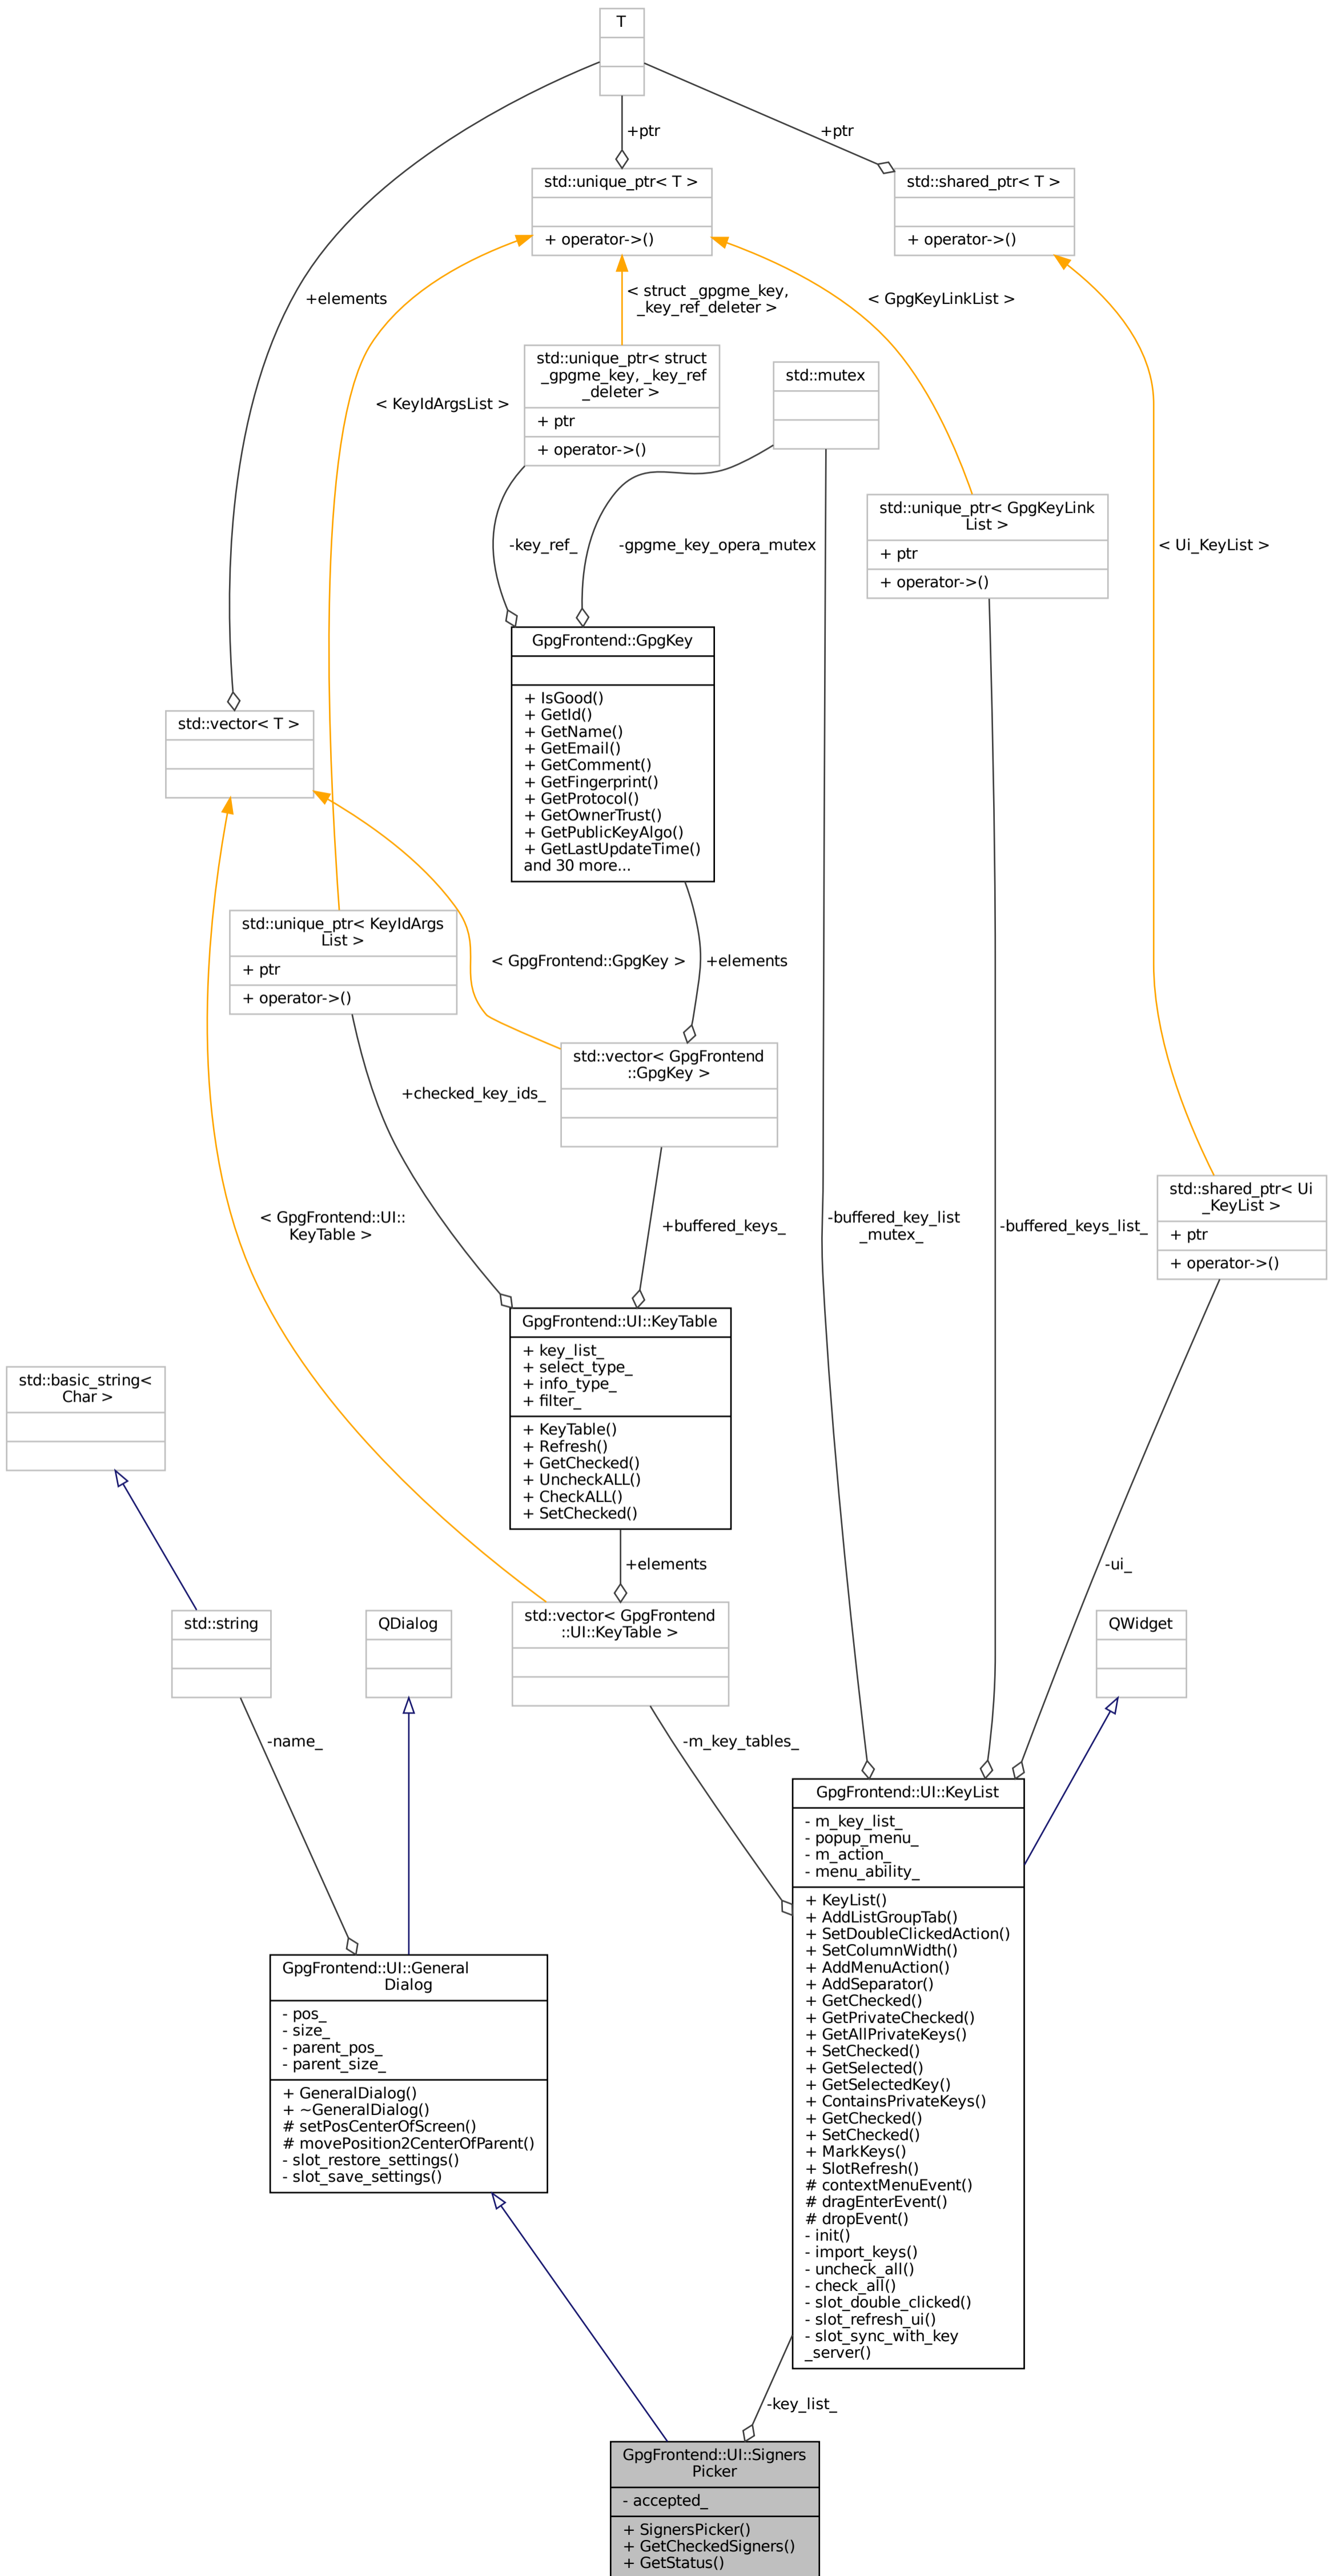 T
+ptr
+ptr
std::unique_ptr< T >
+ operator->()
std::shared_ptr< T >
+ operator->()
+elements
< struct _gpgme_key,
_key_ref_deleter >
< GpgKeyLinkList >
std::unique_ptr< struct
_gpgme_key, _key_ref
_deleter >
+ ptr
+ operator->()
std::mutex
< KeyIdArgsList >
std::unique_ptr< GpgKeyLink
List >
+ ptr
+ operator->()
-key_ref_
-gpgme_key_opera_mutex
< Ui_KeyList >
GpgFrontend::GpgKey
+ IsGood()
+ GetId()
+ GetName()
+ GetEmail()
+ GetComment()
+ GetFingerprint()
+ GetProtocol()
+ GetOwnerTrust()
+ GetPublicKeyAlgo()
+ GetLastUpdateTime()
and 30 more...
std::vector< T >
std::unique_ptr< KeyIdArgs
List >
+ ptr
+ operator->()
< GpgFrontend::GpgKey >
+elements
std::vector< GpgFrontend
::GpgKey >
+checked_key_ids_
std::shared_ptr< Ui
_KeyList >
+ ptr
+ operator->()
< GpgFrontend::UI::
KeyTable >
+buffered_keys_
-buffered_key_list
_mutex_
-buffered_keys_list_
GpgFrontend::UI::KeyTable
+ key_list_
+ select_type_
+ info_type_
+ filter_
+ KeyTable()
+ Refresh()
+ GetChecked()
+ UncheckALL()
+ CheckALL()
+ SetChecked()
std::basic_string<
Char >
+elements
-ui_
std::string
QDialog
std::vector< GpgFrontend
::UI::KeyTable >
QWidget
-name_
-m_key_tables_
GpgFrontend::UI::KeyList
- m_key_list_
- popup_menu_
- m_action_
- menu_ability_
+ KeyList()
+ AddListGroupTab()
+ SetDoubleClickedAction()
+ SetColumnWidth()
+ AddMenuAction()
+ AddSeparator()
+ GetChecked()
+ GetPrivateChecked()
+ GetAllPrivateKeys()
+ SetChecked()
+ GetSelected()
+ GetSelectedKey()
+ ContainsPrivateKeys()
+ GetChecked()
+ SetChecked()
+ MarkKeys()
+ SlotRefresh()
# contextMenuEvent()
# dragEnterEvent()
# dropEvent()
- init()
- import_keys()
- uncheck_all()
- check_all()
- slot_double_clicked()
- slot_refresh_ui()
- slot_sync_with_key
_server()
GpgFrontend::UI::General
Dialog
- pos_
- size_
- parent_pos_
- parent_size_
+ GeneralDialog()
+ ~GeneralDialog()
# setPosCenterOfScreen()
# movePosition2CenterOfParent()
- slot_restore_settings()
- slot_save_settings()
-key_list_
GpgFrontend::UI::Signers
Picker
- accepted_
+ SignersPicker()
+ GetCheckedSigners()
+ GetStatus()